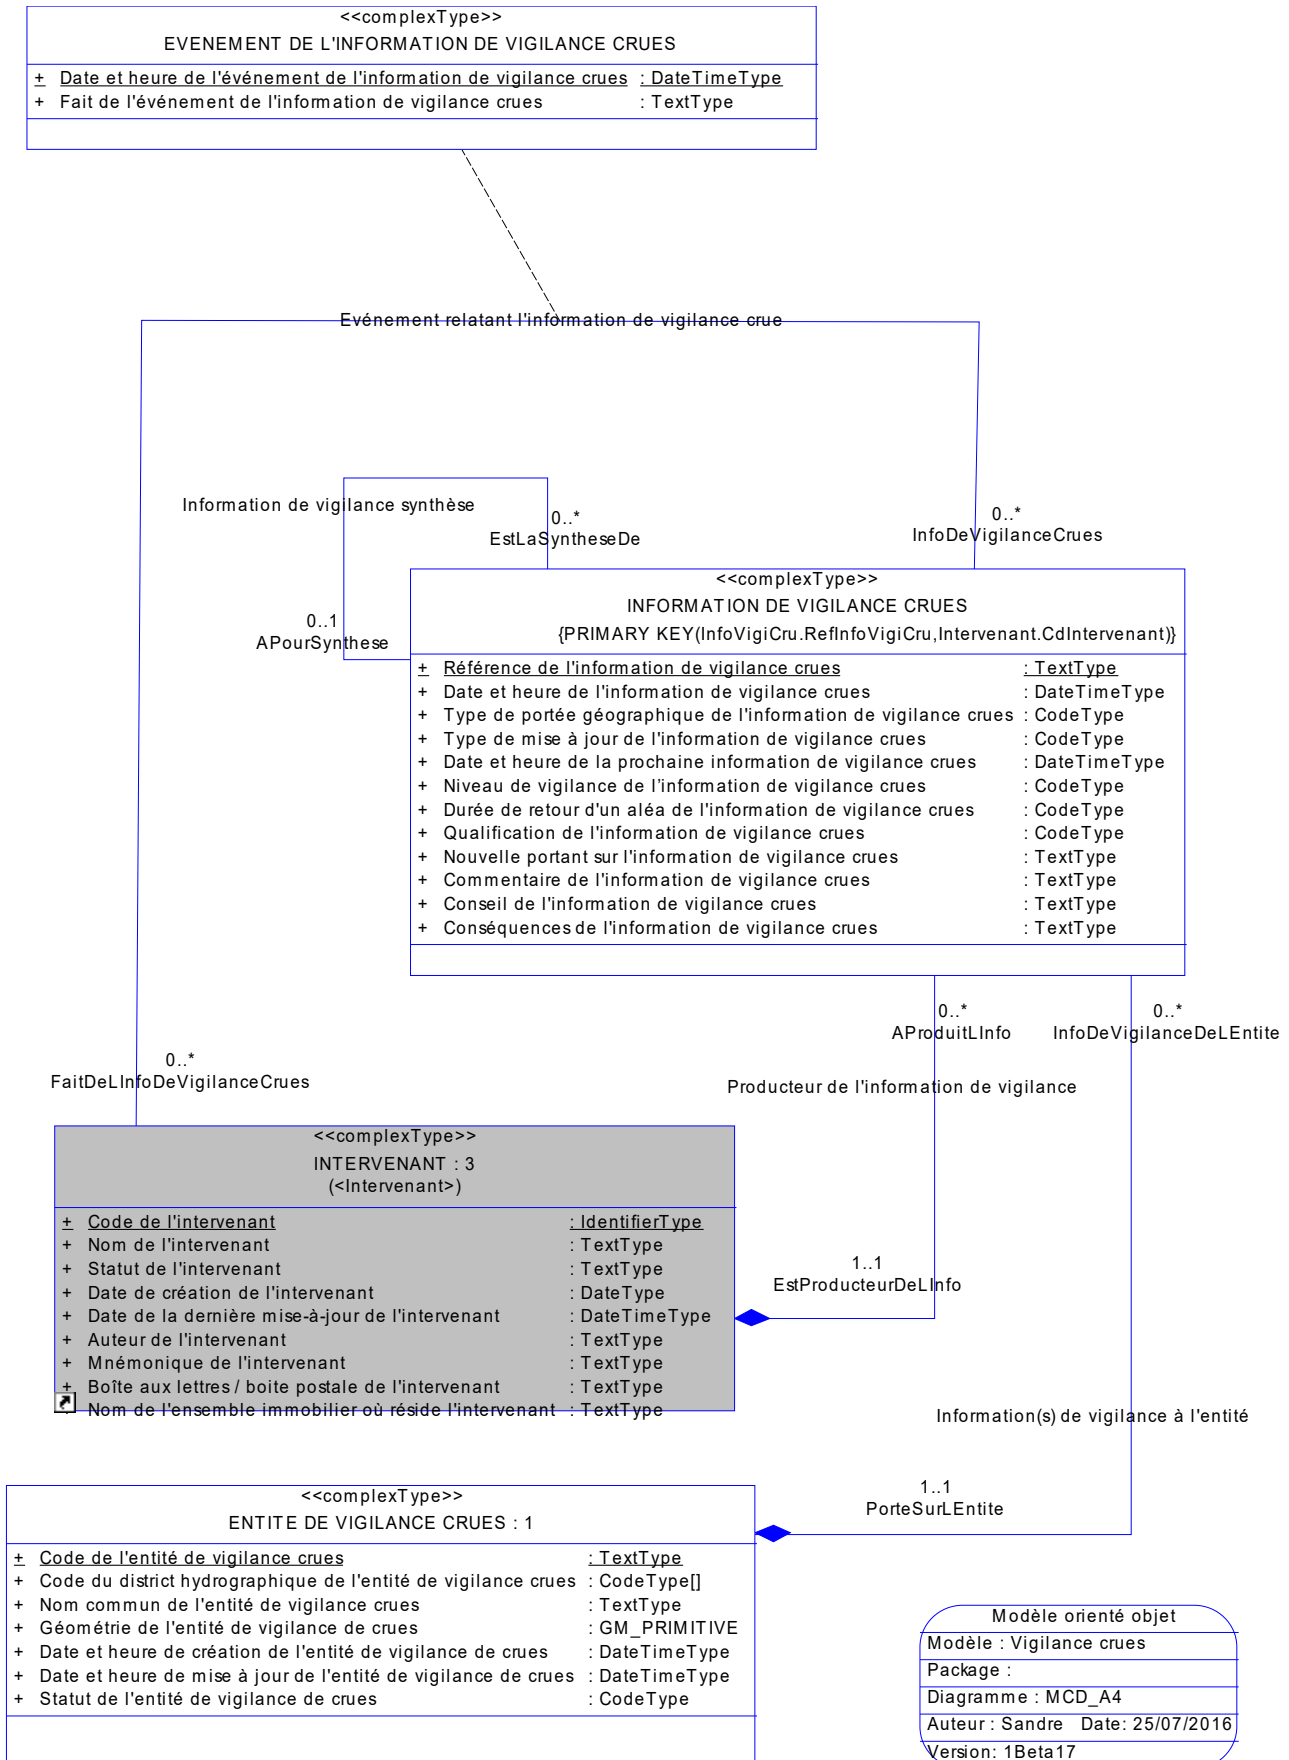 <<complexType>>
EVENEMENT DE L'INFORMATION DE VIGILANCE CRUES
+ Date et heure de l'événement de l'information de vigilance crues : DateTimeType
+ Fait de l'événement de l'information de vigilance crues : TextType
Evénement relatant l'information de vigilance crue
Information de vigilance synthèse
0..*
EstLaSyntheseDe
0..*
InfoDeVigilanceCrues
0..1
APourSynthese
<<complexType>>
INFORMATION DE VIGILANCE CRUES
{PRIMARY KEY(InfoVigiCru.RefInfoVigiCru,Intervenant.CdIntervenant)}
+ Référence de l'information de vigilance crues : TextType
+ Date et heure de l'information de vigilance crues : DateTimeType
+ Type de portée géographique de l'information de vigilance crues : CodeType
+ Type de mise à jour de l'information de vigilance crues : CodeType
+ Date et heure de la prochaine information de vigilance crues : DateTimeType
+ Niveau de vigilance de l’information de vigilance crues : CodeType
+ Durée de retour d'un aléa de l'information de vigilance crues : CodeType
+ Qualification de l'information de vigilance crues : CodeType
+ Nouvelle portant sur l'information de vigilance crues : TextType
+ Commentaire de l'information de vigilance crues : TextType
+ Conseil de l'information de vigilance crues : TextType
+ Conséquences de l'information de vigilance crues : TextType
0..*
AProduitLInfo
0..*
InfoDeVigilanceDeLEntite
0..*
FaitDeLInfoDeVigilanceCrues
Producteur de l'information de vigilance
<<complexType>>
INTERVENANT : 3
(<Intervenant>)
+ Code de l'intervenant : IdentifierType
+ Nom de l'intervenant : TextType
+ Statut de l'intervenant : TextType
+ Date de création de l'intervenant : DateType
+ Date de la dernière mise-à-jour de l'intervenant : DateTimeType
+ Auteur de l'intervenant : TextType
+ Mnémonique de l'intervenant : TextType
+ Boîte aux lettres / boite postale de l'intervenant : TextType
Nom de l'ensemble immobilier où réside l'intervenant : TextType
1..1
EstProducteurDeLInfo
Information(s) de vigilance à l'entité
1..1
PorteSurLEntite
<<complexType>>
ENTITE DE VIGILANCE CRUES : 1
+ Code de l'entité de vigilance crues : TextType
+ Code du district hydrographique de l'entité de vigilance crues : CodeType[]
+ Nom commun de l'entité de vigilance crues : TextType
+ Géométrie de l'entité de vigilance de crues : GM_PRIMITIVE
+ Date et heure de création de l'entité de vigilance de crues : DateTimeType
+ Date et heure de mise à jour de l'entité de vigilance de crues : DateTimeType
+ Statut de l'entité de vigilance de crues : CodeType
Modèle orienté objet
Modèle : Vigilance crues
Package :
Diagramme : MCD_A4
Auteur : Sandre Date: 25/07/2016
Version: 1Beta17